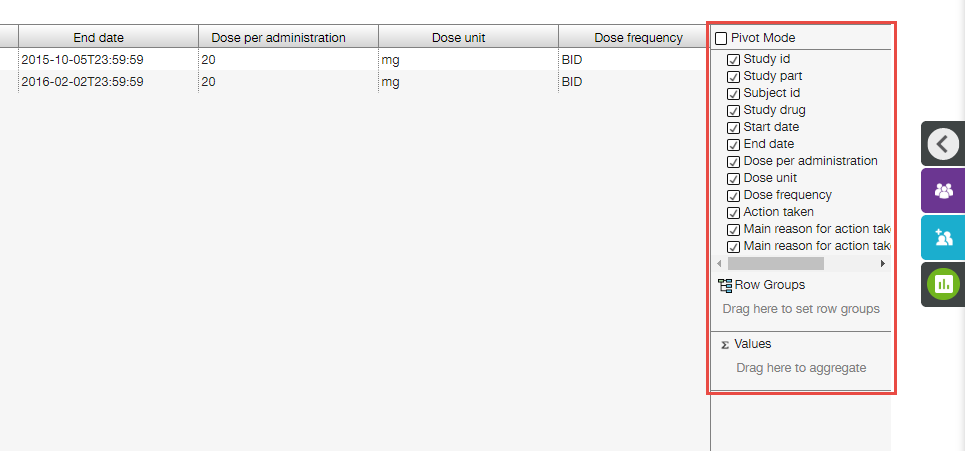 End date Dose per administration Dose unit Dose frequency
2015-10-05T23:59:59 20 mg BID
2016-02-02T23:59:59 20 mg BID
Pivot Mode
Study id
Study part
Subject id
Study drug
Start date
End date
Dose per administration
Dose unit
Dose frequency
Action taken
Main reason for action tak
Main reason for action tak
Row Groups
Drag here to set row groups
Σ Values
Drag here to aggregate